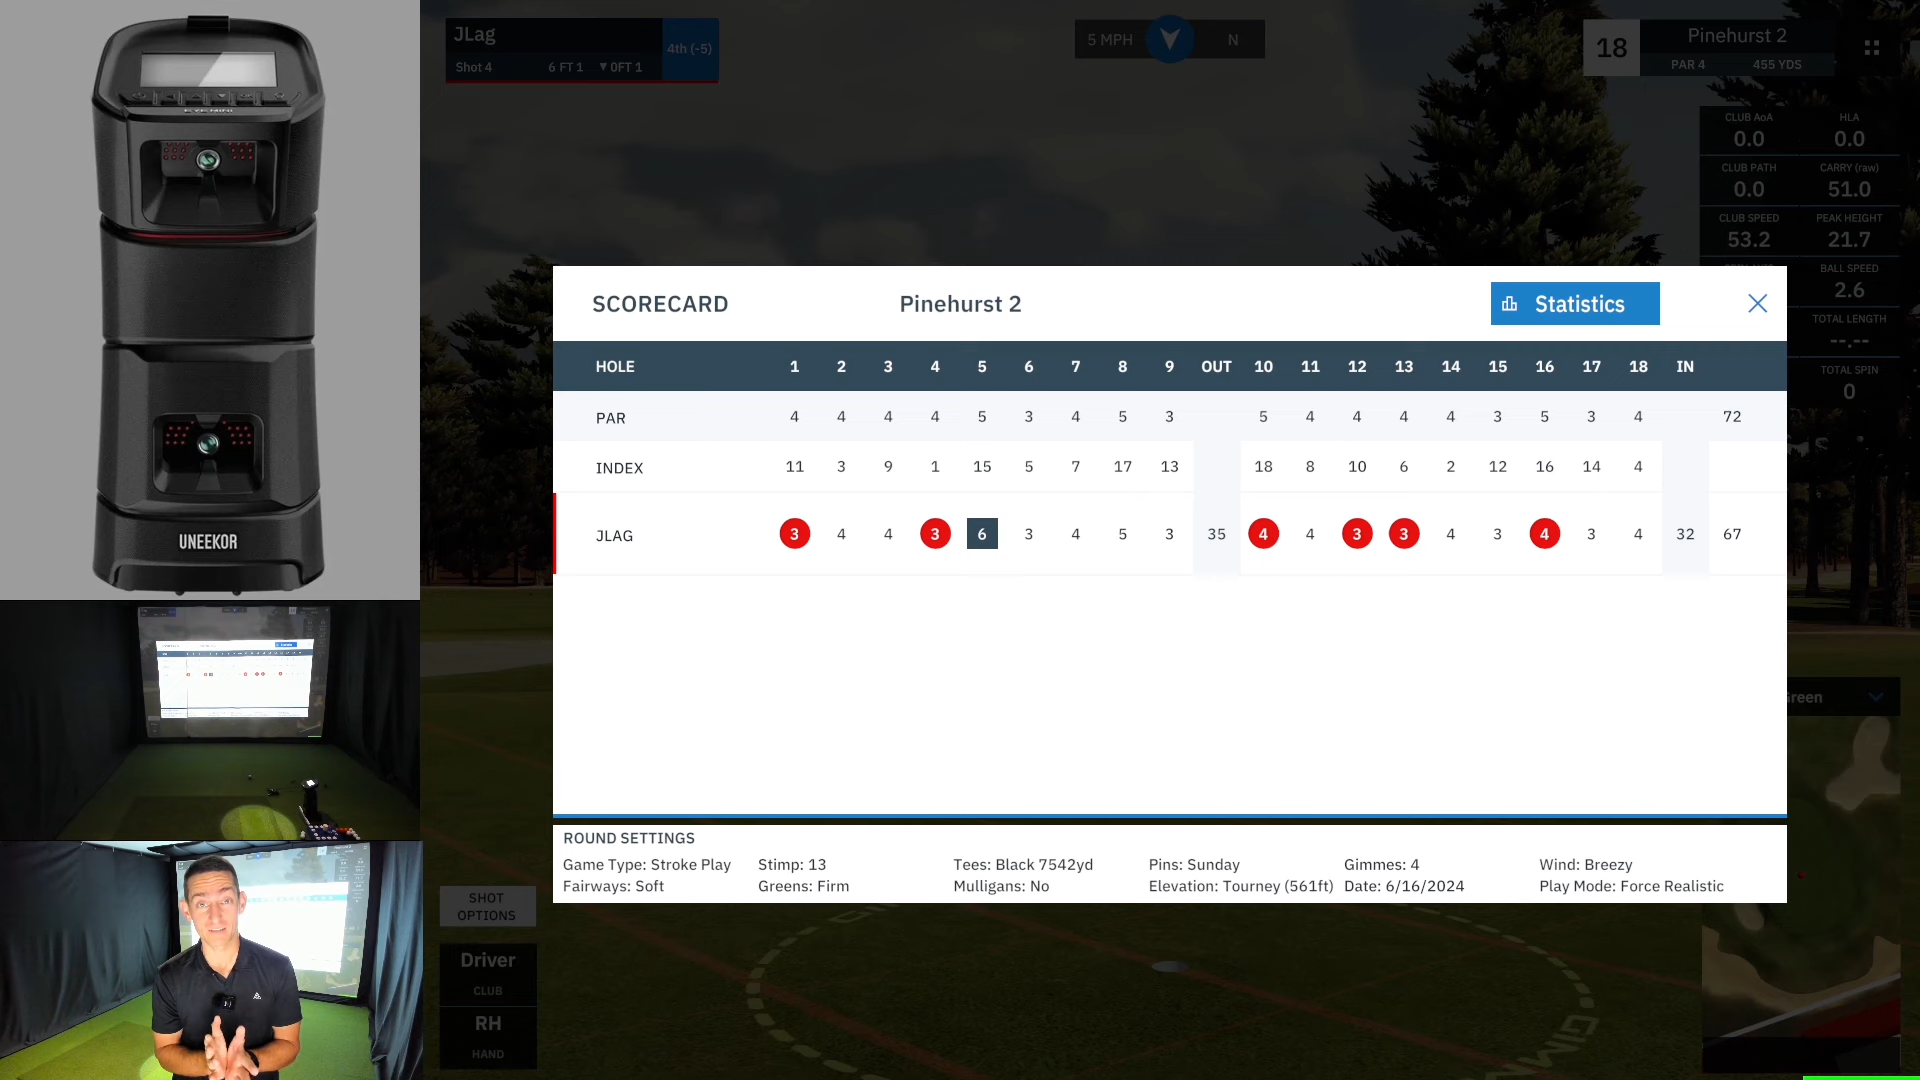 EYE MINI
UNEEKOR
JLag
4th (-5)
Shot 4 6 FT 1 ▼0FT 1
5 MPH N
18
Pinehurst 2
PAR 4 455 YDS
CLUB AoA HLA
0.0 0.0
CLUB PATH CARRY (raw)
0.0 51.0
CLUB SPEED PEAK HEIGHT
53.2 21.7
BALL SPEED
2.6
TOTAL LENGTH
--.--
TOTAL SPIN
0
SCORECARD Pinehurst 2 Statistics
HOLE 1 2 3 4 5 6 7 8 9 OUT 10 11 12 13 14 15 16 17 18 IN
PAR 4 4 4 4 5 3 4 5 3 5 4 4 4 4 3 5 3 4 72
INDEX 11 3 9 1 15 5 7 17 13 18 8 10 6 2 12 16 14 4
JLAG 3 4 4 3 6 3 4 5 3 35 4 4 3 3 4 3 4 3 4 32 67
ROUND SETTINGS
Game Type: Stroke Play Stimp: 13 Tees: Black 7542yd Pins: Sunday Gimmes: 4 Wind: Breezy
Fairways: Soft Greens: Firm Mulligans: No Elevation: Tourney (561ft) Date: 6/16/2024 Play Mode: Force Realistic
SHOT
OPTIONS
Driver
CLUB
RH
HAND